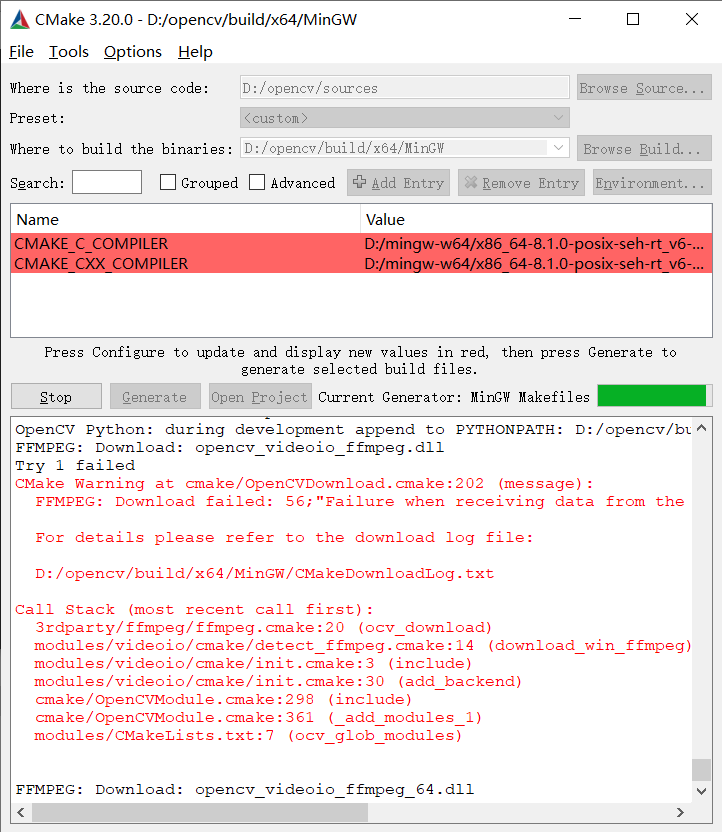 CMake 3.20.0 - D:/opencv/build/x64/MinGW
File Tools Options Help
Where is the source code: D:/opencv/sources Browse Source...
Preset: <custom>
Where to build the binaries: D:/opencv/build/x64/MinGW Browse Build...
Search: Grouped Advanced Add Entry Remove Entry Environment...
Name Value
CMAKE_C_COMPILER D:/mingw-w64/x86_64-8.1.0-posix-seh-rt_v6-...
CMAKE_CXX_COMPILER D:/mingw-w64/x86_64-8.1.0-posix-seh-rt_v6-...
Press Configure to update and display new values in red, then press Generate to
generate selected build files.
Stop Generate Open Project Current Generator: MinGW Makefiles
OpenCV Python: during development append to PYTHONPATH: D:/opencv/bu
FFMPEG: Download: opencv_videoio_ffmpeg.dll
Try 1 failed
CMake Warning at cmake/OpenCVDownload.cmake:202 (message):
FFMPEG: Download failed: 56;"Failure when receiving data from the
For details please refer to the download log file:
D:/opencv/build/x64/MinGW/CMakeDownloadLog.txt
Call Stack (most recent call first):
3rdparty/ffmpeg/ffmpeg.cmake:20 (ocv_download)
modules/videoio/cmake/detect_ffmpeg.cmake:14 (download_win_ffmpeg)
modules/videoio/cmake/init.cmake:3 (include)
modules/videoio/cmake/init.cmake:30 (add_backend)
cmake/OpenCVModule.cmake:298 (include)
cmake/OpenCVModule.cmake:361 (_add_modules_1)
modules/CMakeLists.txt:7 (ocv_glob_modules)
FFMPEG: Download: opencv_videoio_ffmpeg_64.dll